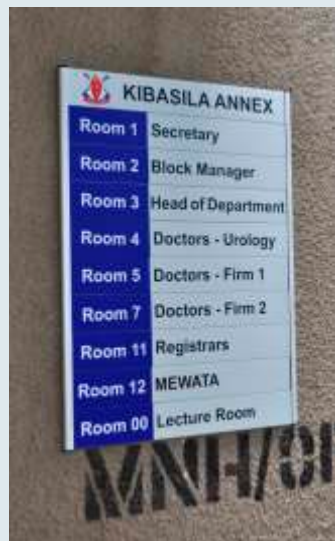 KIBASILA ANNEX
Room 1 Secretary
Room 2 Block Manager
Room 3 Head of Department
Room 4 Doctors - Urology
Room 5 Doctors - Firm 1
Room 7 Doctors - Firm 2
Room 11 Registrars
Room 12 MEWATA
Room 00 Lecture Room
MNH/